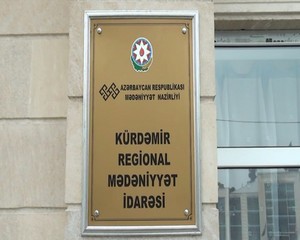 AZƏRBAYCAN RESPUBLİKASI
MƏDƏNİYYƏT NAZİRLİYİ
KÜRDƏMİR
REGIONAL
MƏDƏNİYYƏT
İDARƏSİ